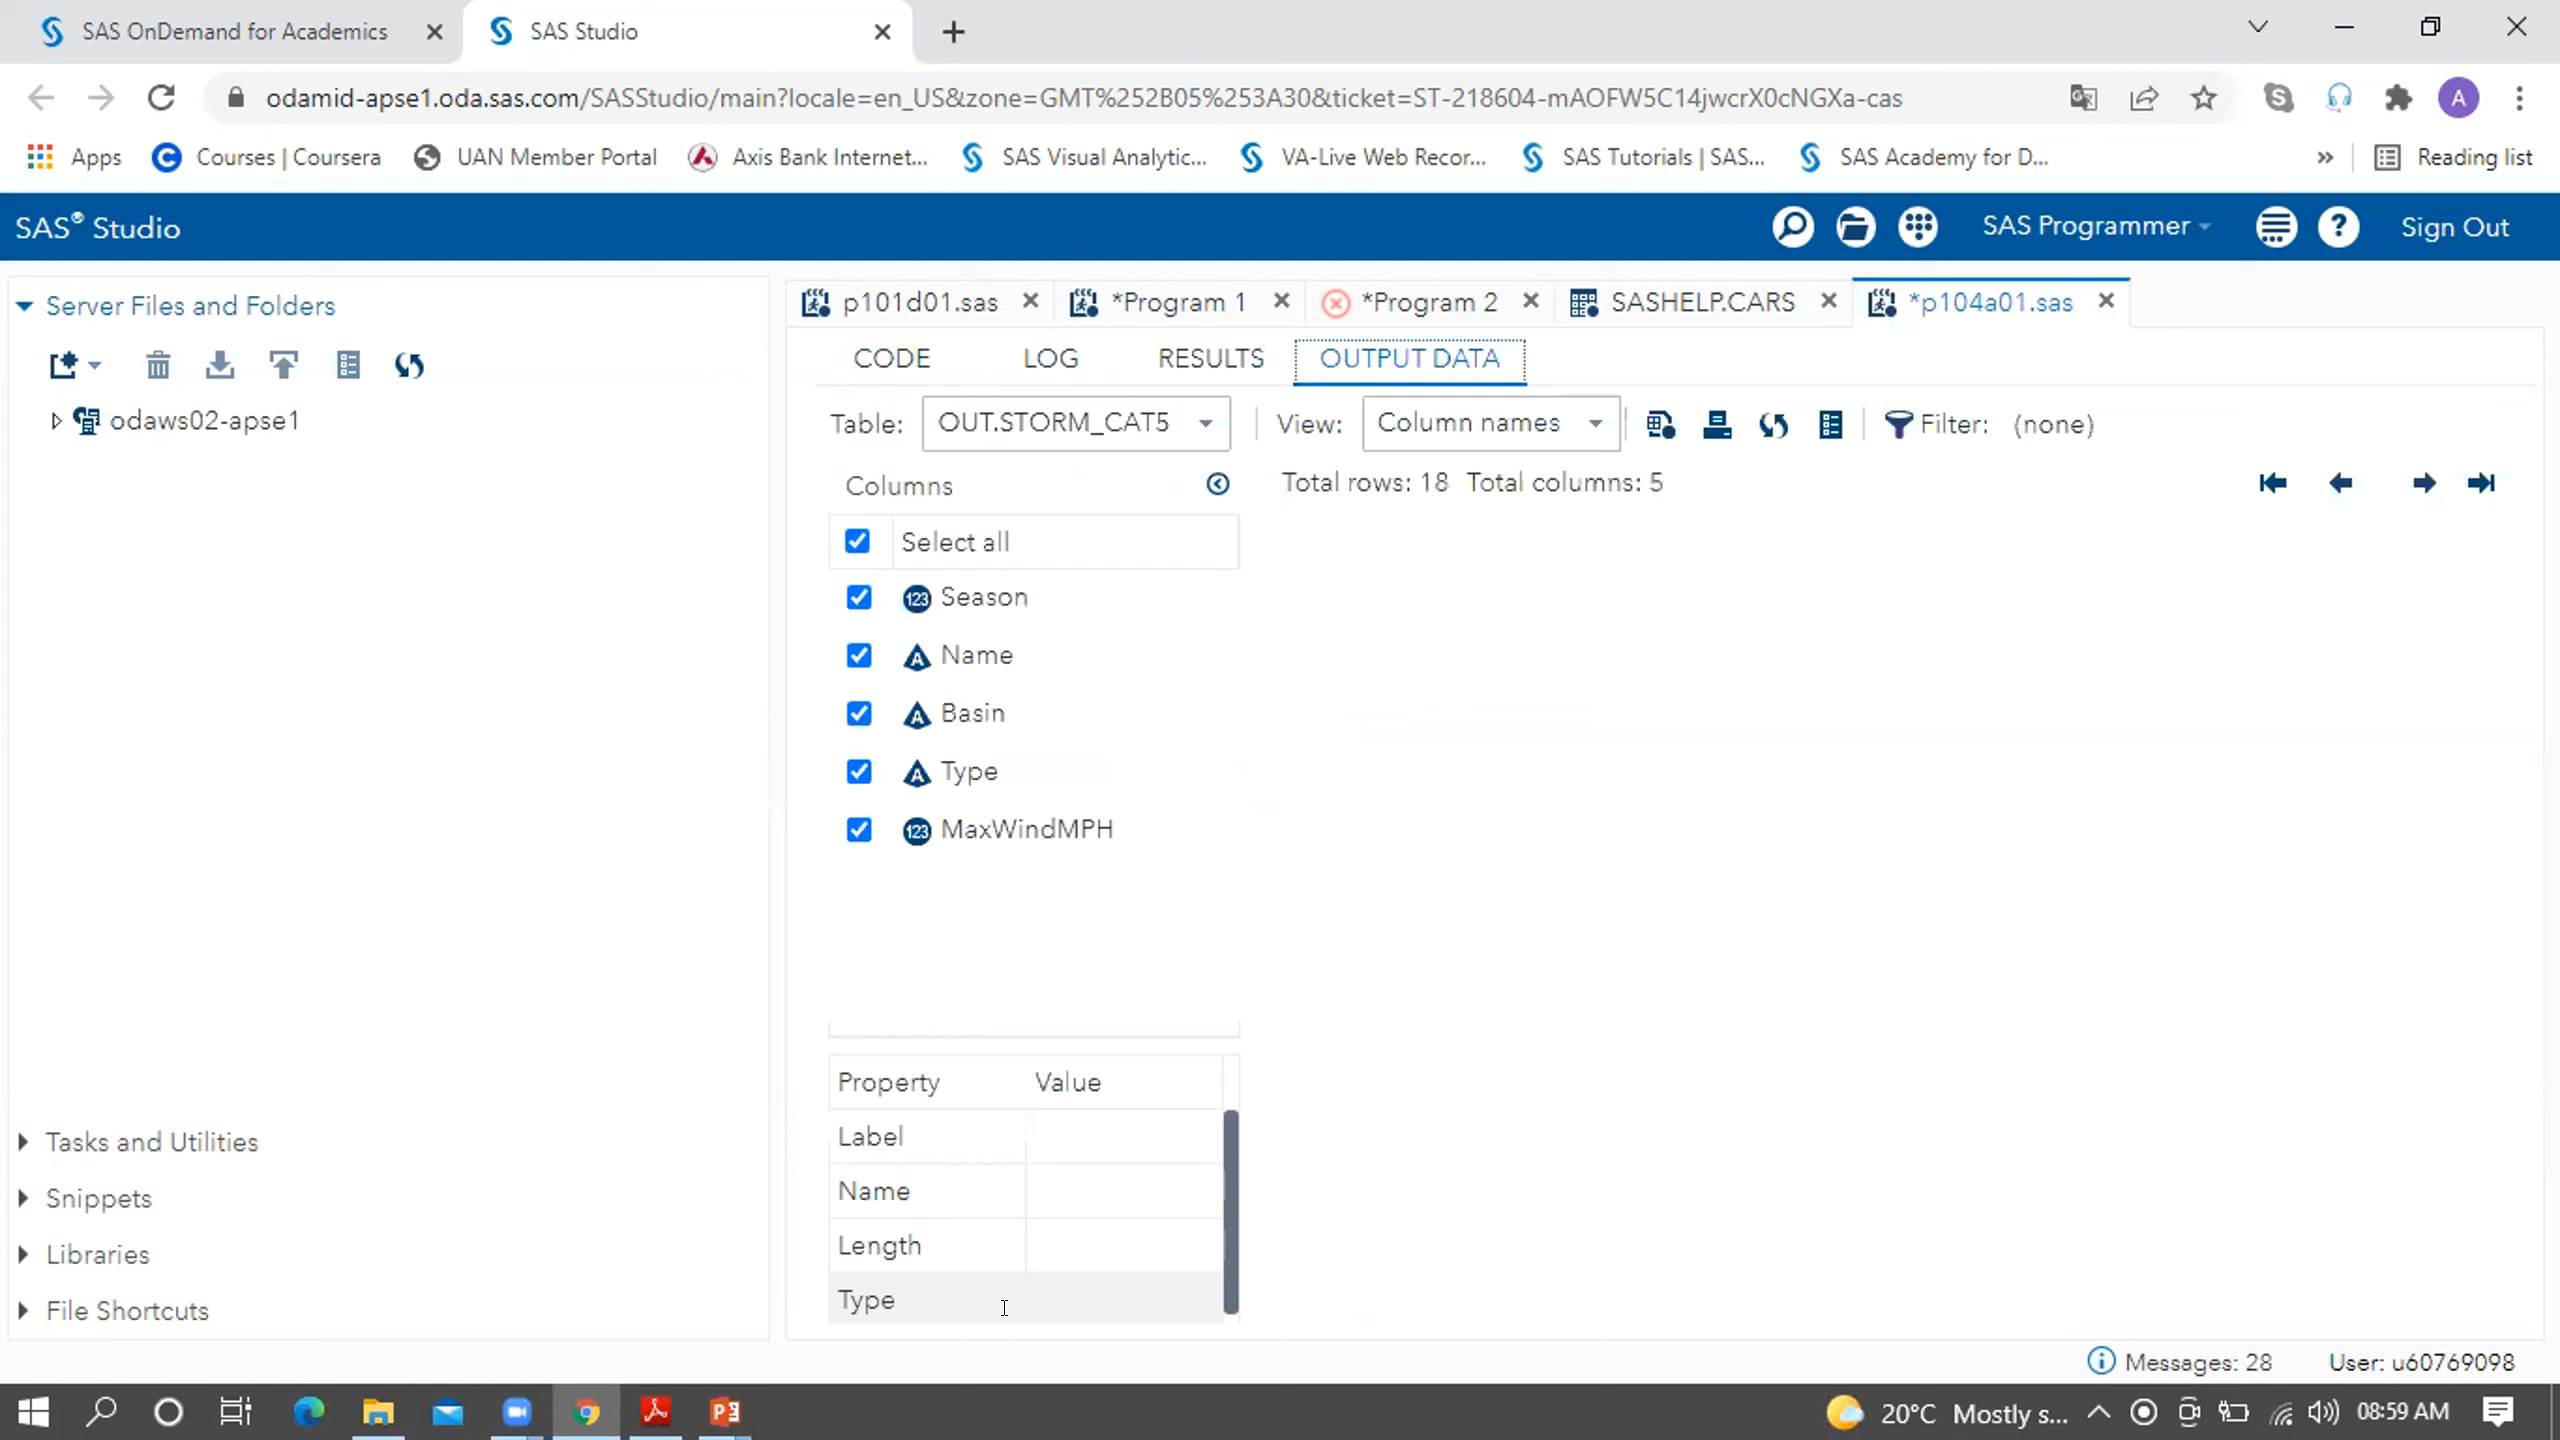 SAS OnDemand for Academics
SAS Studio
odamid-apse1.oda.sas.com/SASStudio/main?locale=en_US&zone=GMT%252B05%253A30&ticket=ST-218604-mAOFW5C14jwcrX0cNGXa-cas
A
Apps
Courses | Coursera
UAN Member Portal
Axis Bank Internet...
SAS Visual Analytic...
VA-Live Web Recor...
SAS Tutorials | SAS...
SAS Academy for D...
»
Reading list
SAS® Studio
SAS Programmer
Sign Out
Server Files and Folders
odaws02-apse1
Tasks and Utilities
Snippets
Libraries
File Shortcuts
p101d01.sas
*Program 1
*Program 2
SASHELP.CARS
*p104a01.sas
CODE LOG RESULTS OUTPUT DATA
Table: OUT.STORM_CAT5 View: Column names Filter: (none)
Columns
Total rows: 18 Total columns: 5
Select all
123 Season
A Name
A Basin
A Type
123 MaxWindMPH
Property Value
Label
Name
Length
Type
Messages: 28 User: u60769098
20°C Mostly s... 08:59 AM